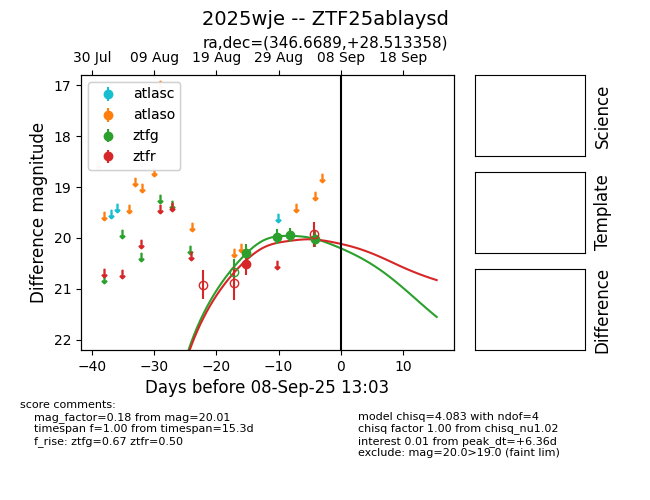 2025wje -- ZTF25ablaysd
ra,dec=(346.6689,+28.513358)
30 Jul 09 Aug 19 Aug 29 Aug 08 Sep 18 Sep
atlasc
atlaso
ztfg
ztfr
17
18
19
20
21
22
Difference magnitude
−40 −30 −20 −10 0 10
Days before 08-Sep-25 13:03
Science
Template
Difference
score comments:
mag_factor=0.18 from mag=20.01
timespan f=1.00 from timespan=15.3d
f_rise: ztfg=0.67 ztfr=0.50
model chisq=4.083 with ndof=4
chisq factor 1.00 from chisq_nu1.02
interest 0.01 from peak_dt=+6.36d
exclude: mag=20.0>19.0 (faint lim)